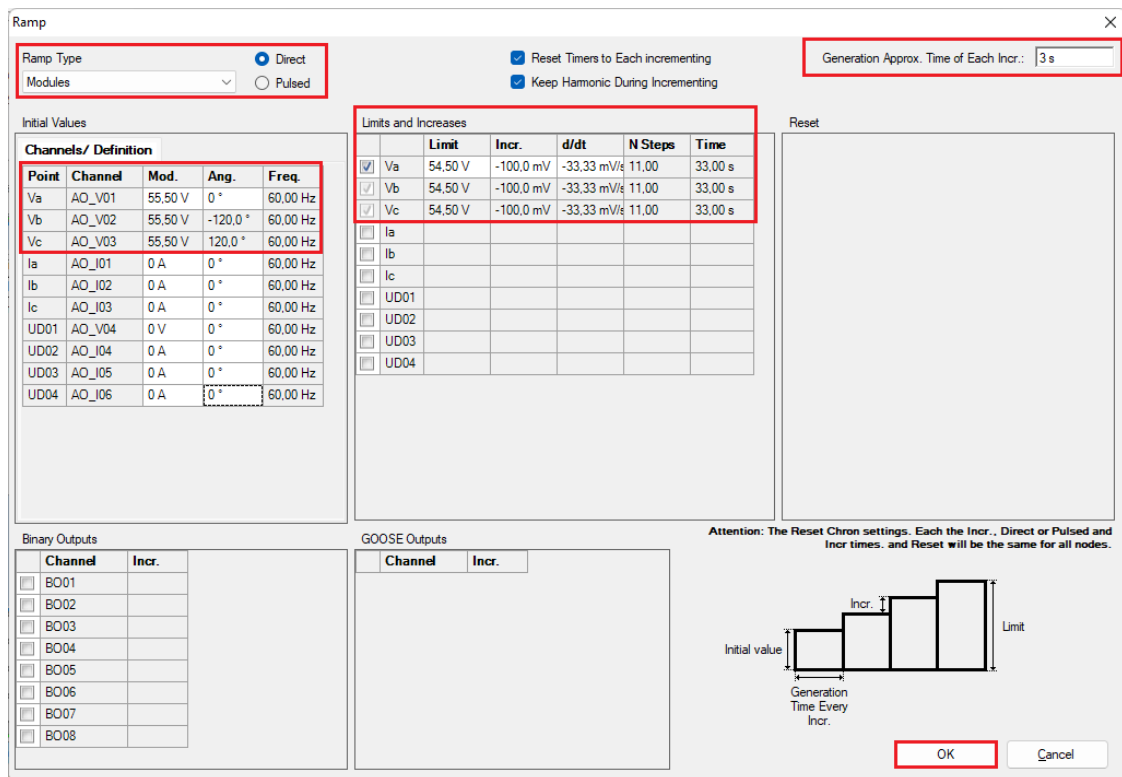 Ramp
Ramp Type
Direct
Modules
Pulsed
Reset Timers to Each incrementing
Keep Harmonic During Incrementing
Generation Approx. Time of Each Incr.: 3 s
Initial Values
Channels/ Definition
Point Channel Mod. Ang. Freq.
Va AO_V01 55,50 V 0 ° 60,00 Hz
Vb AO_V02 55,50 V -120,0 ° 60,00 Hz
Vc AO_V03 55,50 V 120,0 ° 60,00 Hz
Ia AO_I01 0 A 0 ° 60,00 Hz
Ib AO_I02 0 A 0 ° 60,00 Hz
Ic AO_I03 0 A 0 ° 60,00 Hz
UD01 AO_V04 0 V 0 ° 60,00 Hz
UD02 AO_I04 0 A 0 ° 60,00 Hz
UD03 AO_I05 0 A 0 ° 60,00 Hz
UD04 AO_I06 0 A 0 ° 60,00 Hz
Limits and Increases
Limit Incr. d/dt N Steps Time
Va 54,50 V -100,0 mV -33,33 mV/s 11,00 33,00 s
Vb 54,50 V -100,0 mV -33,33 mV/s 11,00 33,00 s
Vc 54,50 V -100,0 mV -33,33 mV/s 11,00 33,00 s
Ia
Ib
Ic
UD01
UD02
UD03
UD04
Reset
Binary Outputs
Channel Incr.
BO01
BO02
BO03
BO04
BO05
BO06
BO07
BO08
GOOSE Outputs
Channel Incr.
Attention: The Reset Chron settings. Each the Incr., Direct or Pulsed and
Incr times. and Reset will be the same for all nodes.
Incr.
Limit
Initial value
Generation
Time Every
Incr.
OK
Cancel